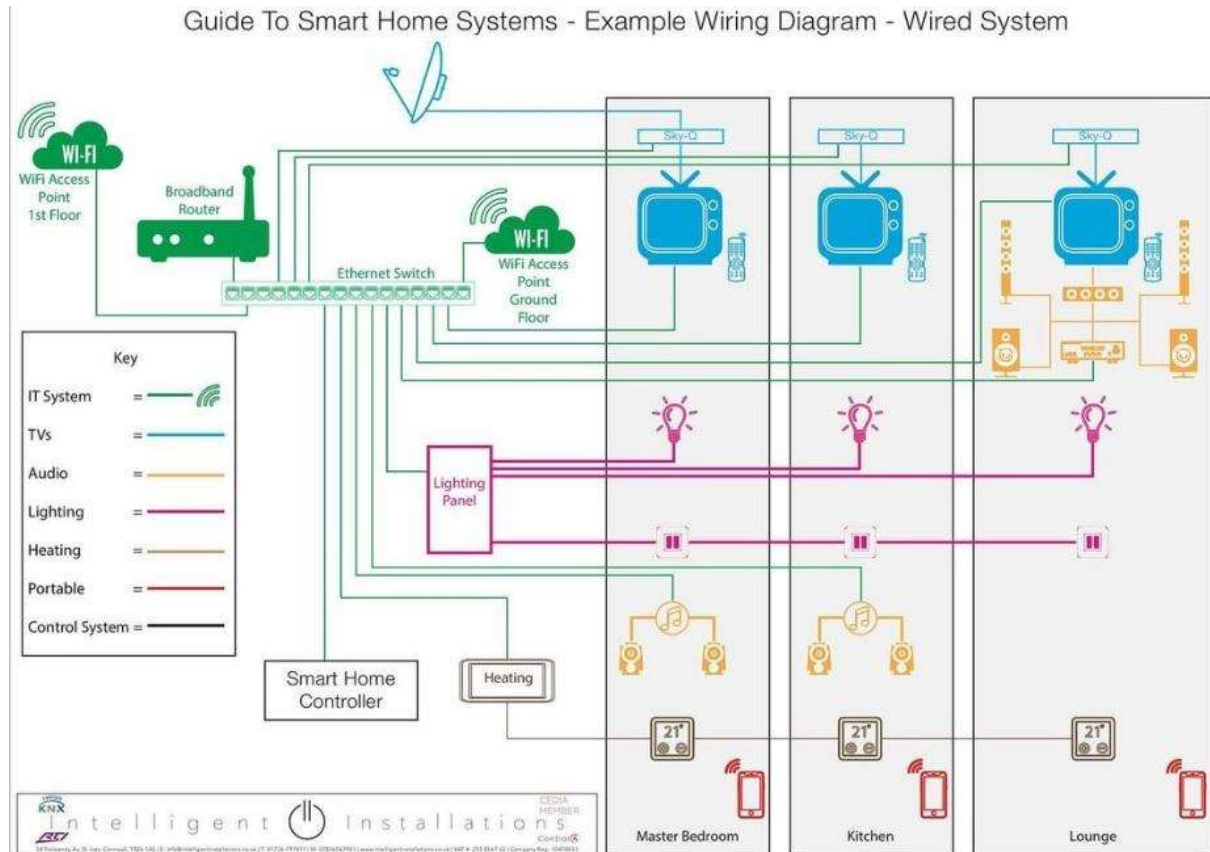 Guide To Smart Home Systems - Example Wiring Diagram - Wired System
WI-FI
WiFi Access
Point
1st Floor
Broadband
Router
Ethernet Switch
WI-FI
WiFi Access
Point
Ground
Floor
Sky-Q
Sky-Q
Sky-Q
Key
IT System =
TVs =
Audio =
Lighting =
Heating =
Portable =
Control System =
Lighting
Panel
Smart Home
Controller
Heating
21°
21°
21°
Master Bedroom
Kitchen
Lounge
KNX
RTI
Intelligent Installations
CEDIA
MEMBER
Control4